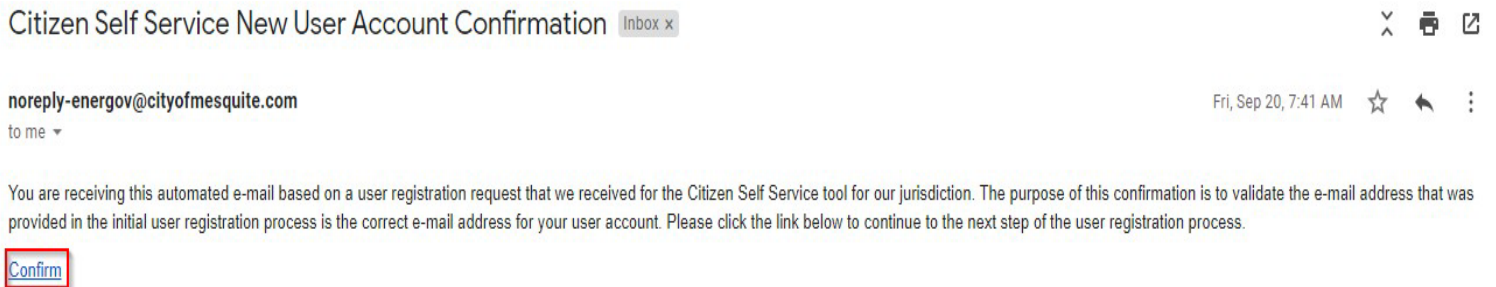 Citizen Self Service New User Account Confirmation Inbox x
noreply-energov@cityofmesquite.com Fri, Sep 20, 7:41 AM
to me
You are receiving this automated e-mail based on a user registration request that we received for the Citizen Self Service tool for our jurisdiction. The purpose of this confirmation is to validate the e-mail address that was
provided in the initial user registration process is the correct e-mail address for your user account. Please click the link below to continue to the next step of the user registration process.
Confirm